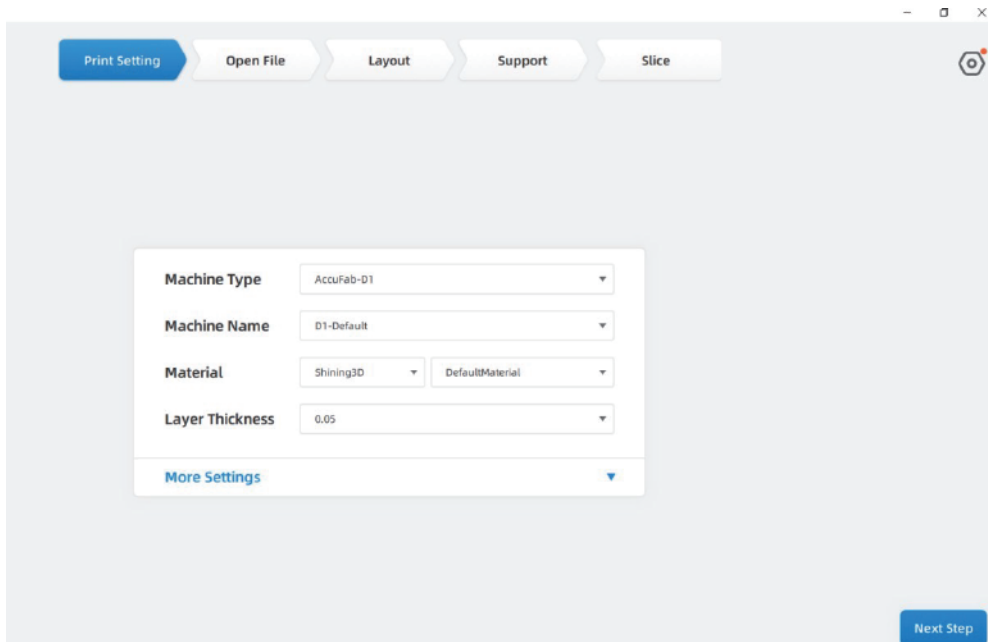 Print Setting Open File Layout Support Slice
Machine Type AccuFab-D1
Machine Name D1-Default
Material Shining3D DefaultMaterial
Layer Thickness 0.05
More Settings
Next Step